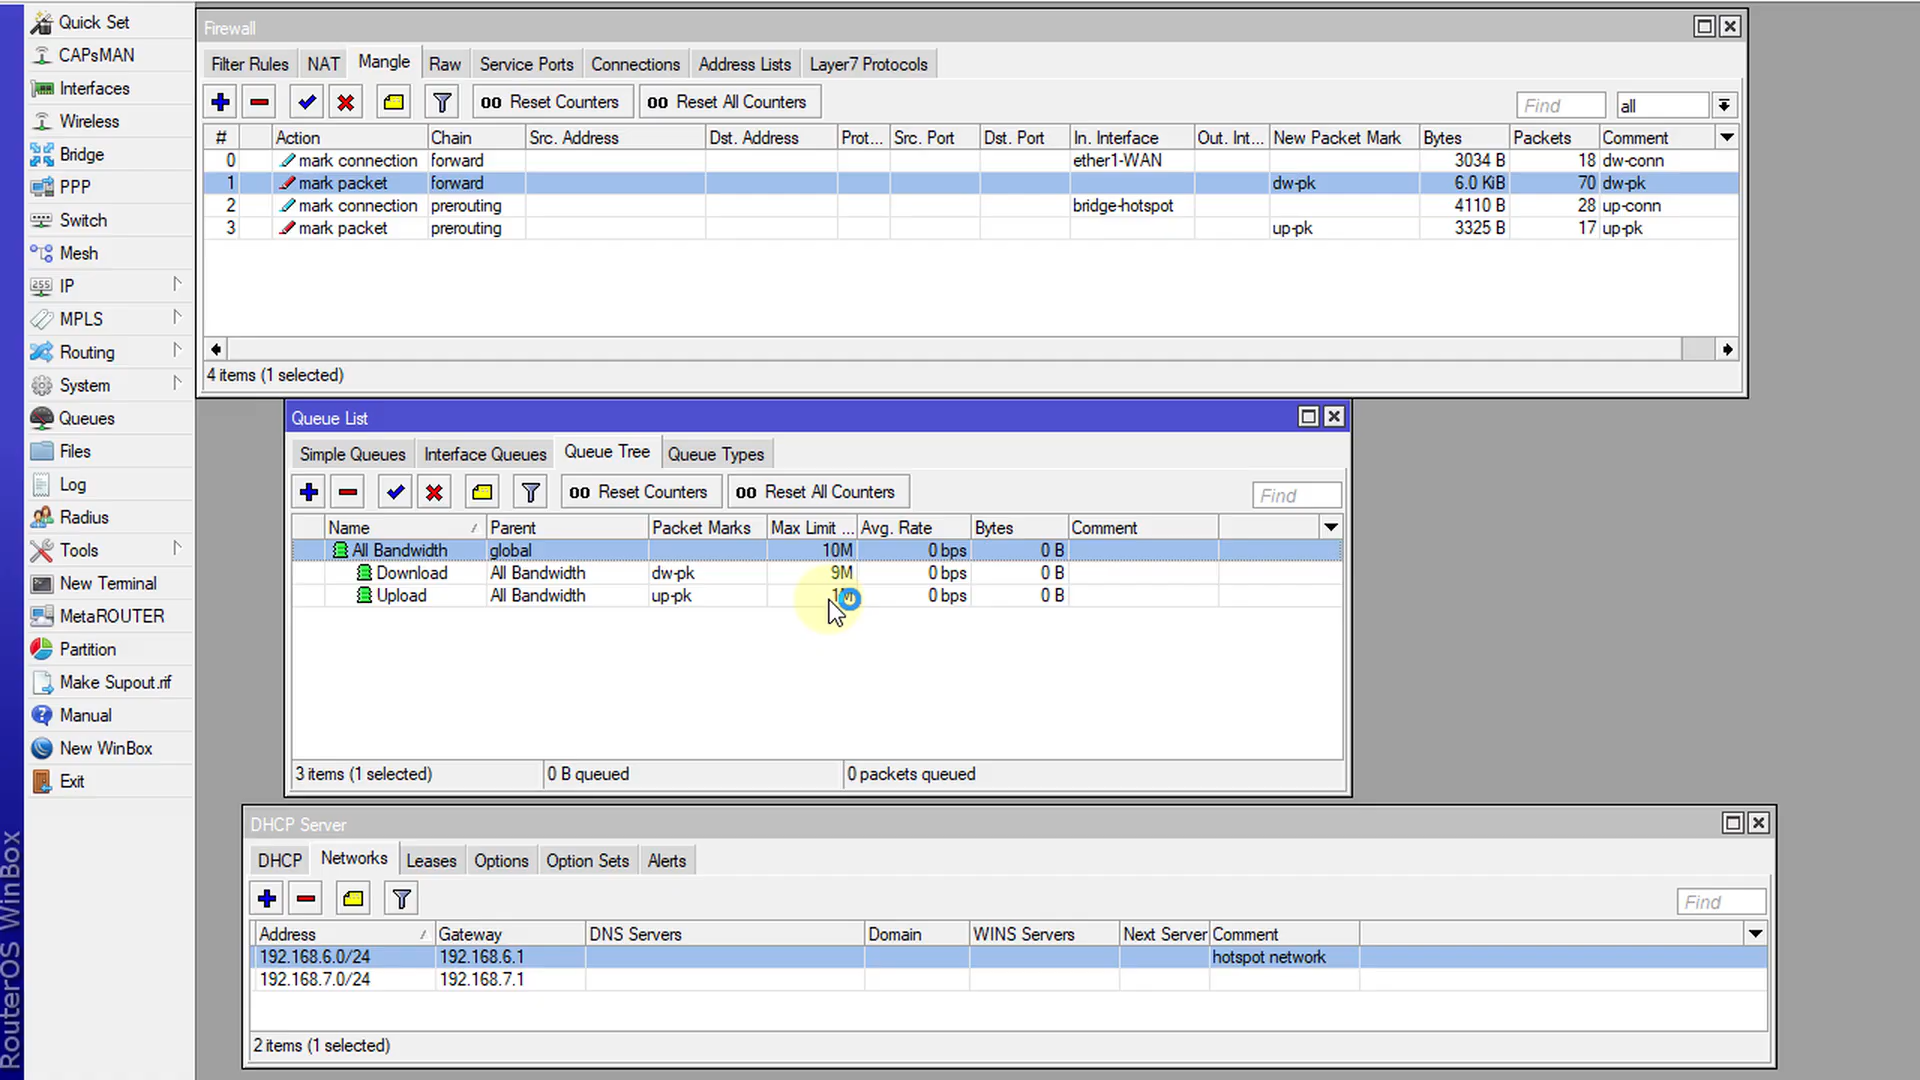 Quick Set
CAPsMAN
Interfaces
Wireless
Bridge
PPP
Switch
Mesh
IP
MPLS
Routing
System
Queues
Files
Log
Radius
Tools
New Terminal
MetaROUTER
Partition
Make Supout.rif
Manual
New WinBox
Exit
RouterOS WinBox
Firewall
Filter Rules NAT Mangle Raw Service Ports Connections Address Lists Layer7 Protocols
00 Reset Counters 00 Reset All Counters Find all
# Action Chain Src. Address Dst. Address Prot... Src. Port Dst. Port In. Interface Out. Int... New Packet Mark Bytes Packets Comment
0 mark connection forward ether1-WAN 3034 B 18 dw-conn
1 mark packet forward dw-pk 6.0 KiB 70 dw-pk
2 mark connection prerouting bridge-hotspot 4110 B 28 up-conn
3 mark packet prerouting up-pk 3325 B 17 up-pk
4 items (1 selected)
Queue List
Simple Queues Interface Queues Queue Tree Queue Types
00 Reset Counters 00 Reset All Counters Find
Name Parent Packet Marks Max Limit ... Avg. Rate Bytes Comment
All Bandwidth global 10M 0 bps 0 B
Download All Bandwidth dw-pk 9M 0 bps 0 B
Upload All Bandwidth up-pk 1M 0 bps 0 B
3 items (1 selected) 0 B queued 0 packets queued
DHCP Server
DHCP Networks Leases Options Option Sets Alerts
Find
Address Gateway DNS Servers Domain WINS Servers Next Server Comment
192.168.6.0/24 192.168.6.1 hotspot network
192.168.7.0/24 192.168.7.1
2 items (1 selected)